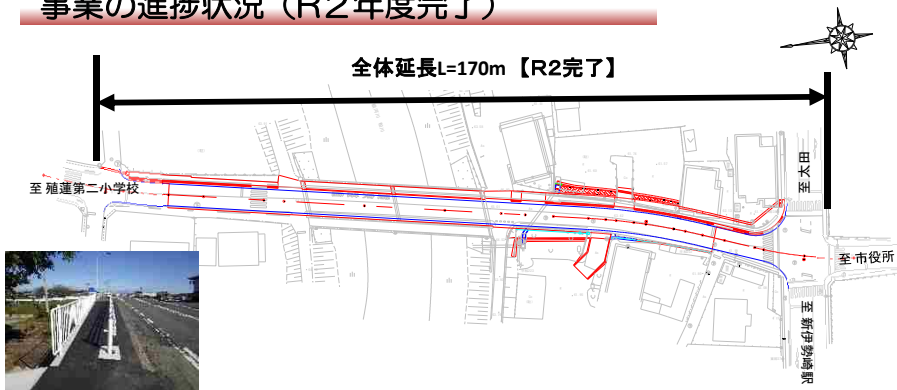 事業の進捗状況（R２年度完了）
全体延長L=170m【R2完了】
至 殖蓮第二小学校
至 太田
至 市役所
至 新伊勢崎駅